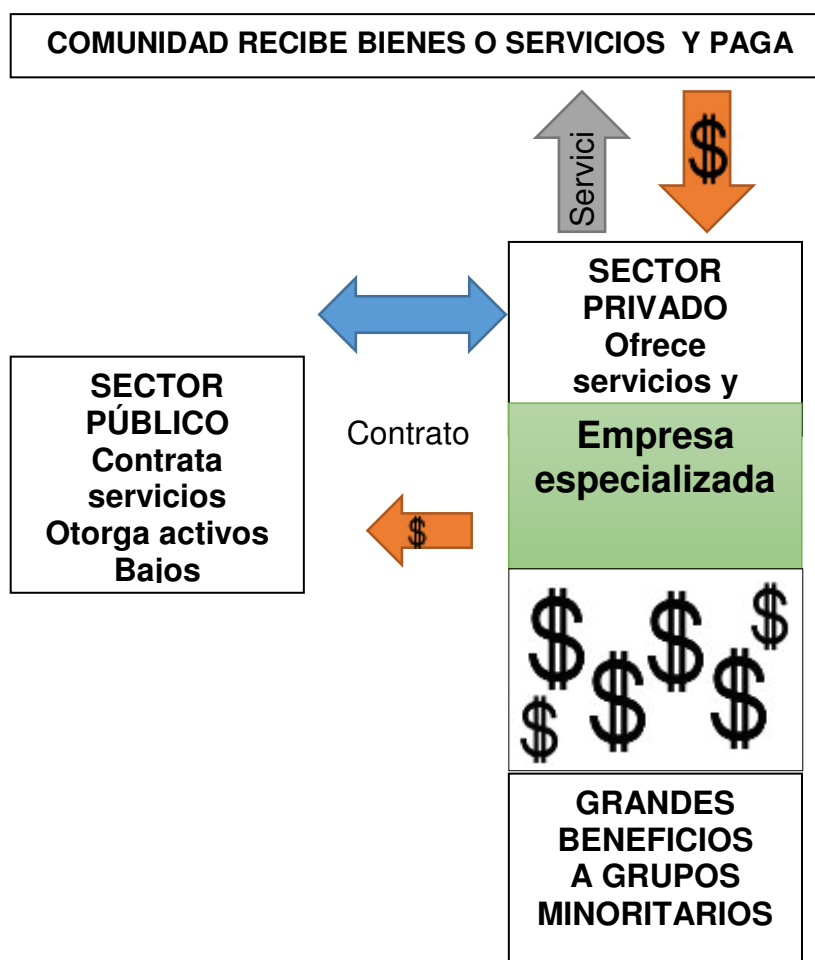 COMUNIDAD RECIBE BIENES O SERVICIOS Y PAGA
Servici
$
SECTOR
PRIVADO
Ofrece
servicios y
SECTOR
PÚBLICO
Contrata
servicios
Otorga activos
Bajos
Contrato
Empresa
especializada
$
$ $ $ $ $ $
GRANDES
BENEFICIOS
A GRUPOS
MINORITARIOS